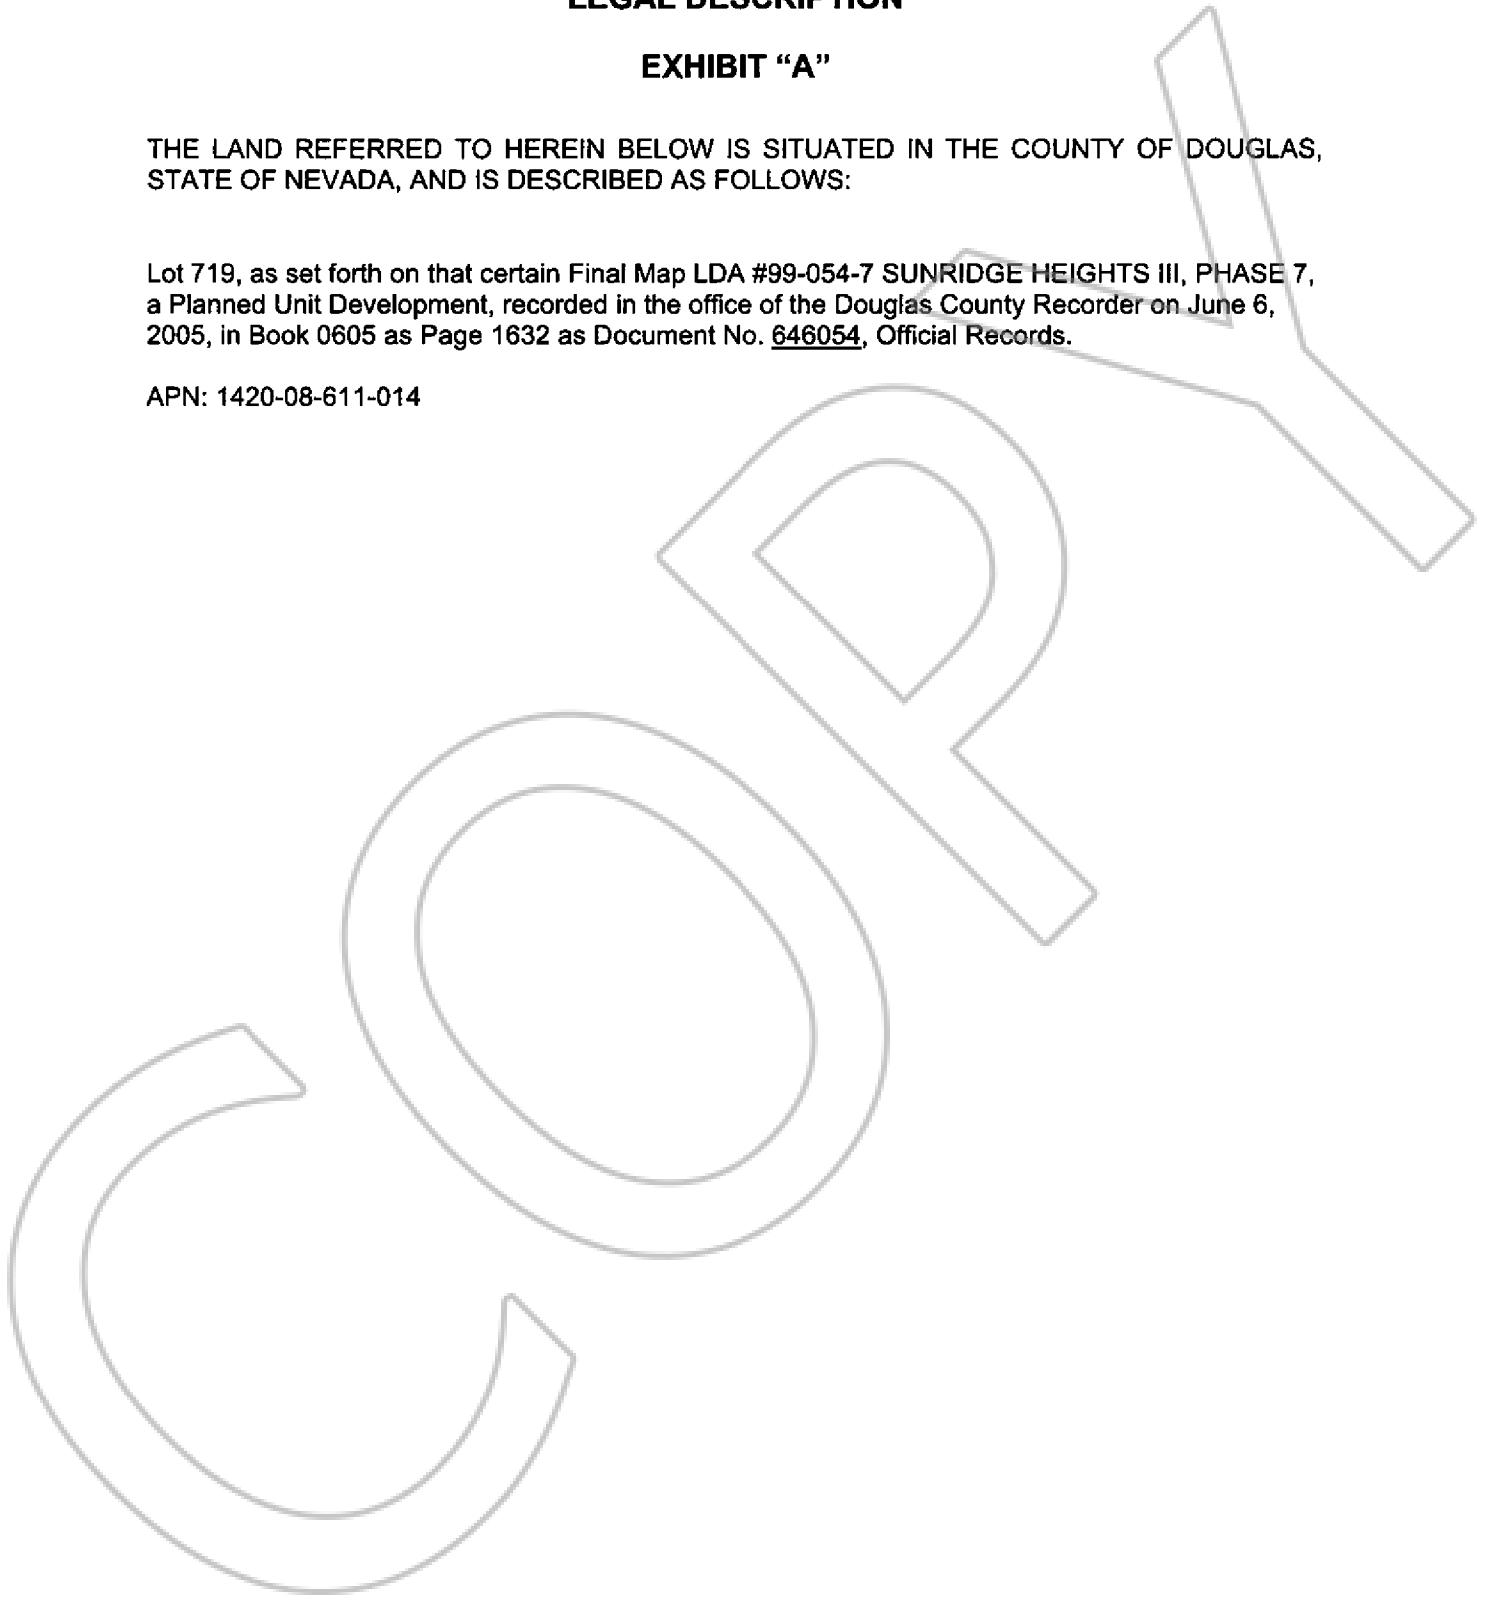 LEGAL DESCRIPTION
EXHIBIT “A”
THE LAND REFERRED TO HEREIN BELOW IS SITUATED IN THE COUNTY OF DOUGLAS,
STATE OF NEVADA, AND IS DESCRIBED AS FOLLOWS:
Lot 719, as set forth on that certain Final Map LDA #99-054-7 SUNRIDGE HEIGHTS III, PHASE 7,
a Planned Unit Development, recorded in the office of the Douglas County Recorder on June 6,
2005, in Book 0605 as Page 1632 as Document No. 646054, Official Records.
APN: 1420-08-611-014
COPY